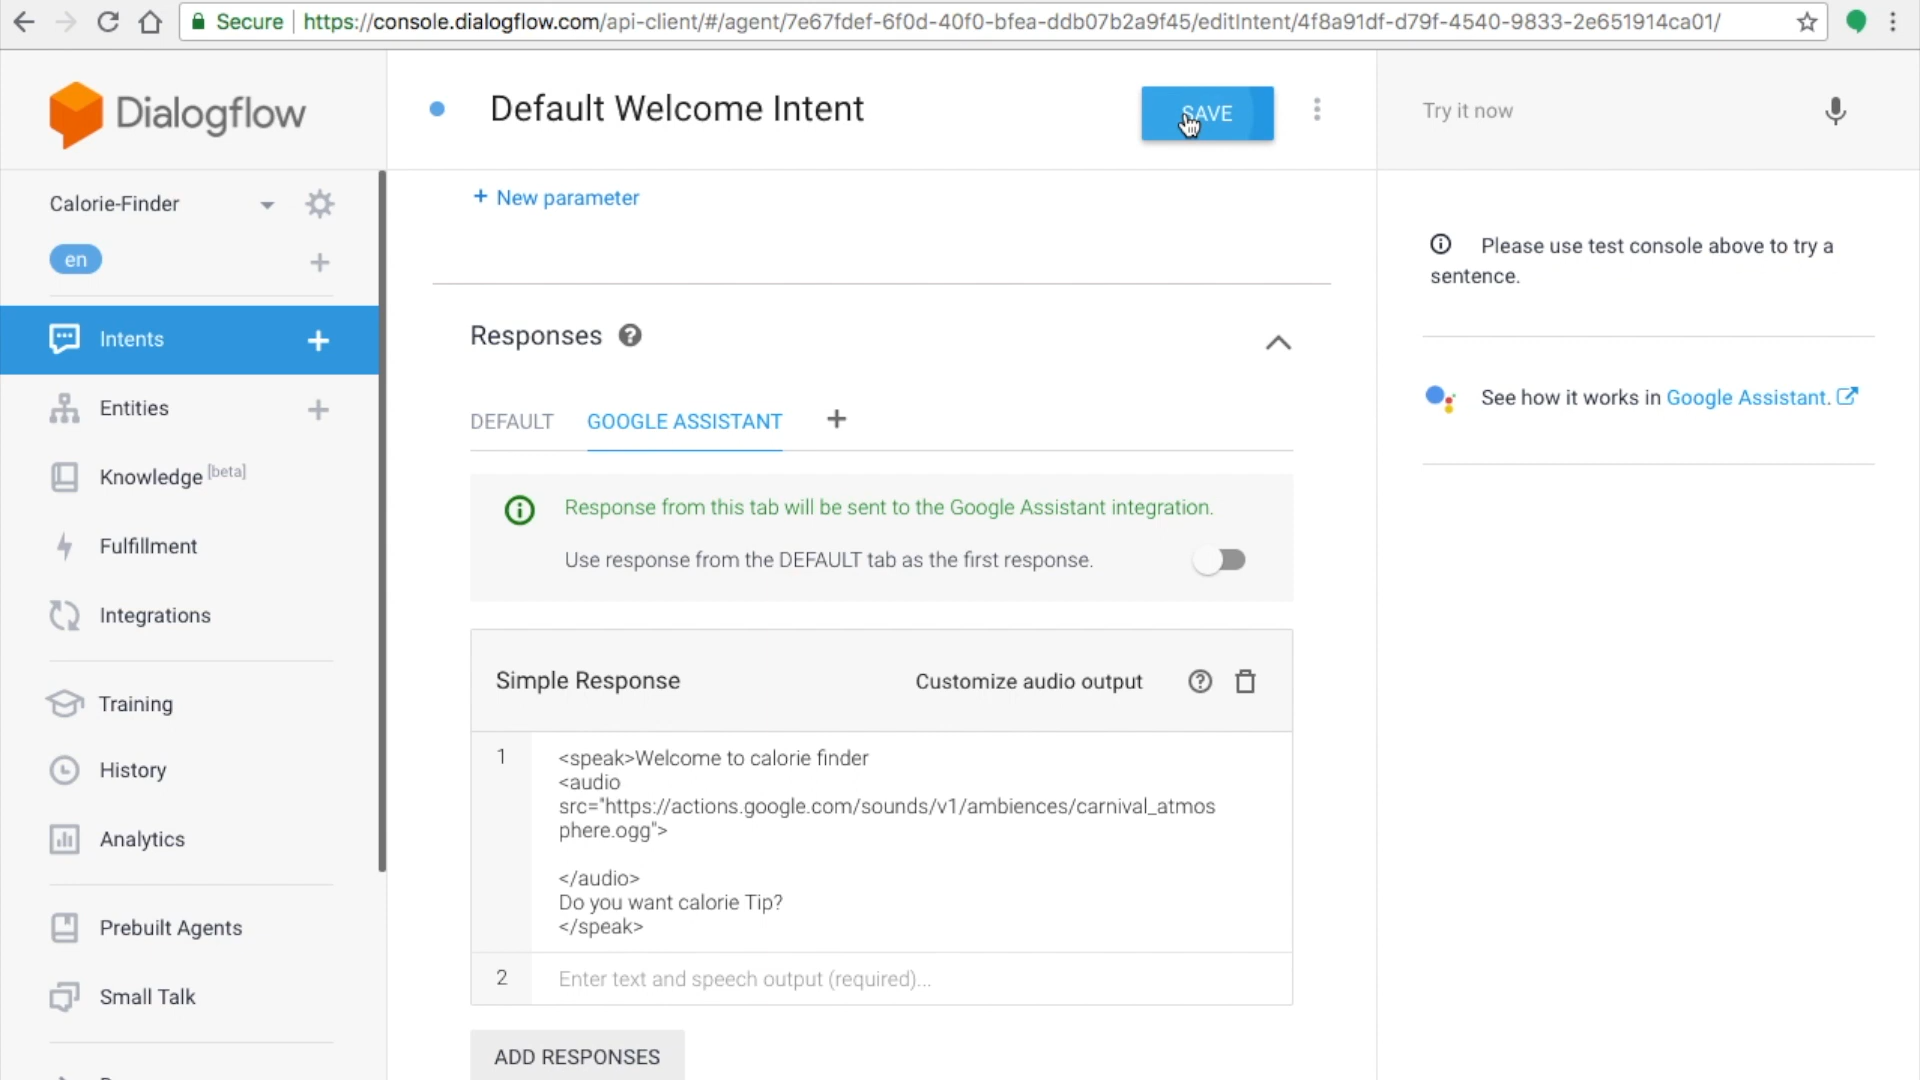 Secure https://console.dialogflow.com/api-client/#/agent/7e67fdef-6f0d-40f0-bfea-ddb07b2a9f45/editIntent/4f8a91df-d79f-4540-9833-2e651914ca01/
Dialogflow
Default Welcome Intent
SAVE
Try it now
Calorie-Finder
en
Intents
Entities
Knowledge [beta]
Fulfillment
Integrations
Training
History
Analytics
Prebuilt Agents
Small Talk
+ New parameter
Responses
DEFAULT GOOGLE ASSISTANT +
Response from this tab will be sent to the Google Assistant integration.
Use response from the DEFAULT tab as the first response.
Simple Response Customize audio output
1 <speak>Welcome to calorie finder
<audio
src="https://actions.google.com/sounds/v1/ambiences/carnival_atmos
phere.ogg">
</audio>
Do you want calorie Tip?
</speak>
2 Enter text and speech output (required)...
ADD RESPONSES
Please use test console above to try a
sentence.
See how it works in Google Assistant.